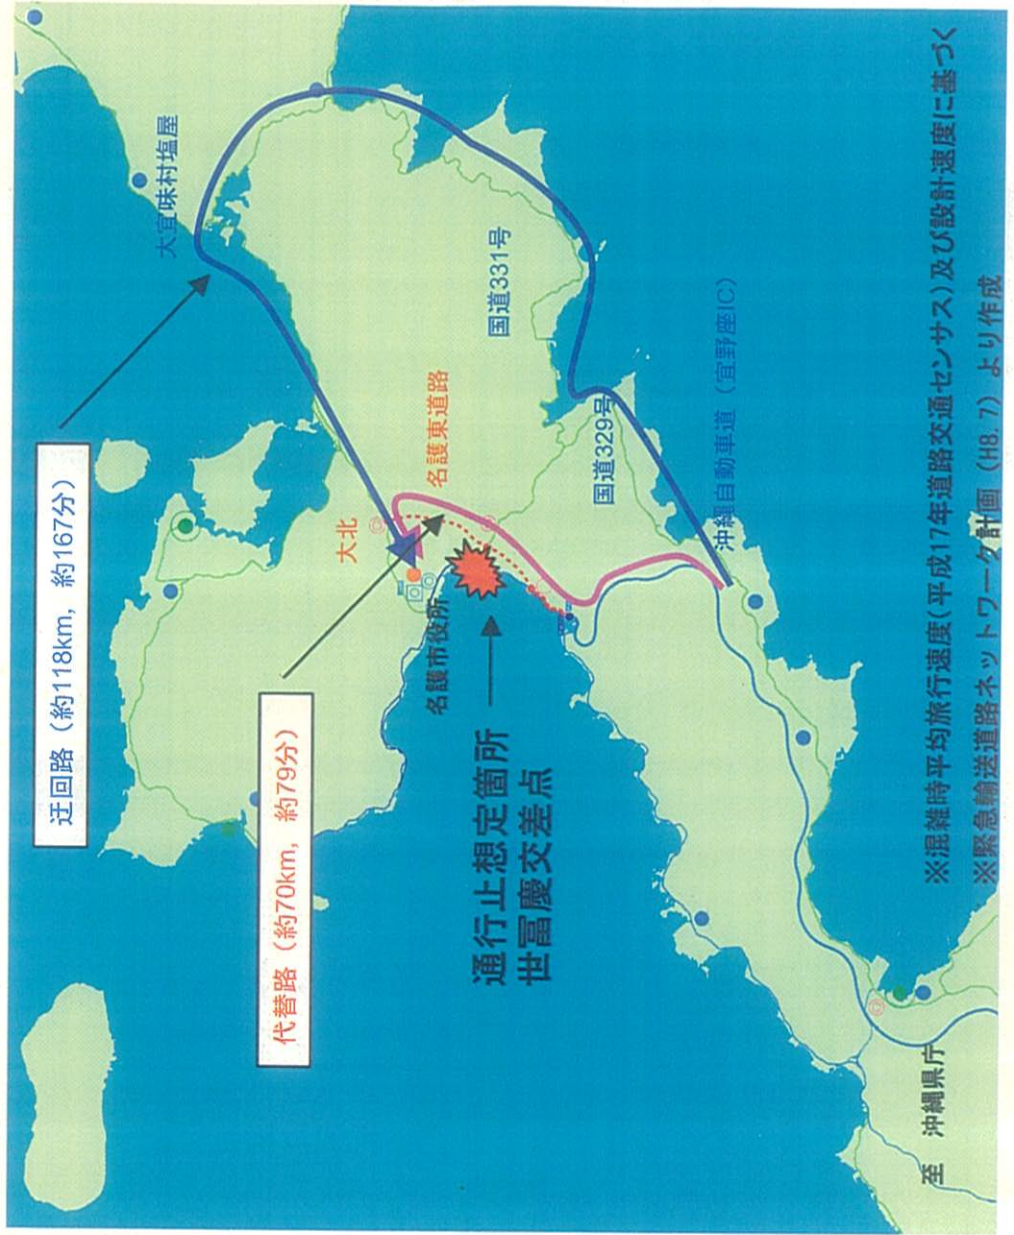 迂回路（約118km，約167分）
大宜味村塩屋
代替路（約70km，約79分）
大北
名護東道路
国道331号
名護市役所
国道329号
通行止想定箇所
世冨慶交差点
沖縄自動車道（宜野座IC）
至　沖縄県庁
※混雑時平均旅行速度(平成17年道路交通センサス)及び設計速度に基づく
※緊急輸送道路ネットワーク計画（H8.7）より作成